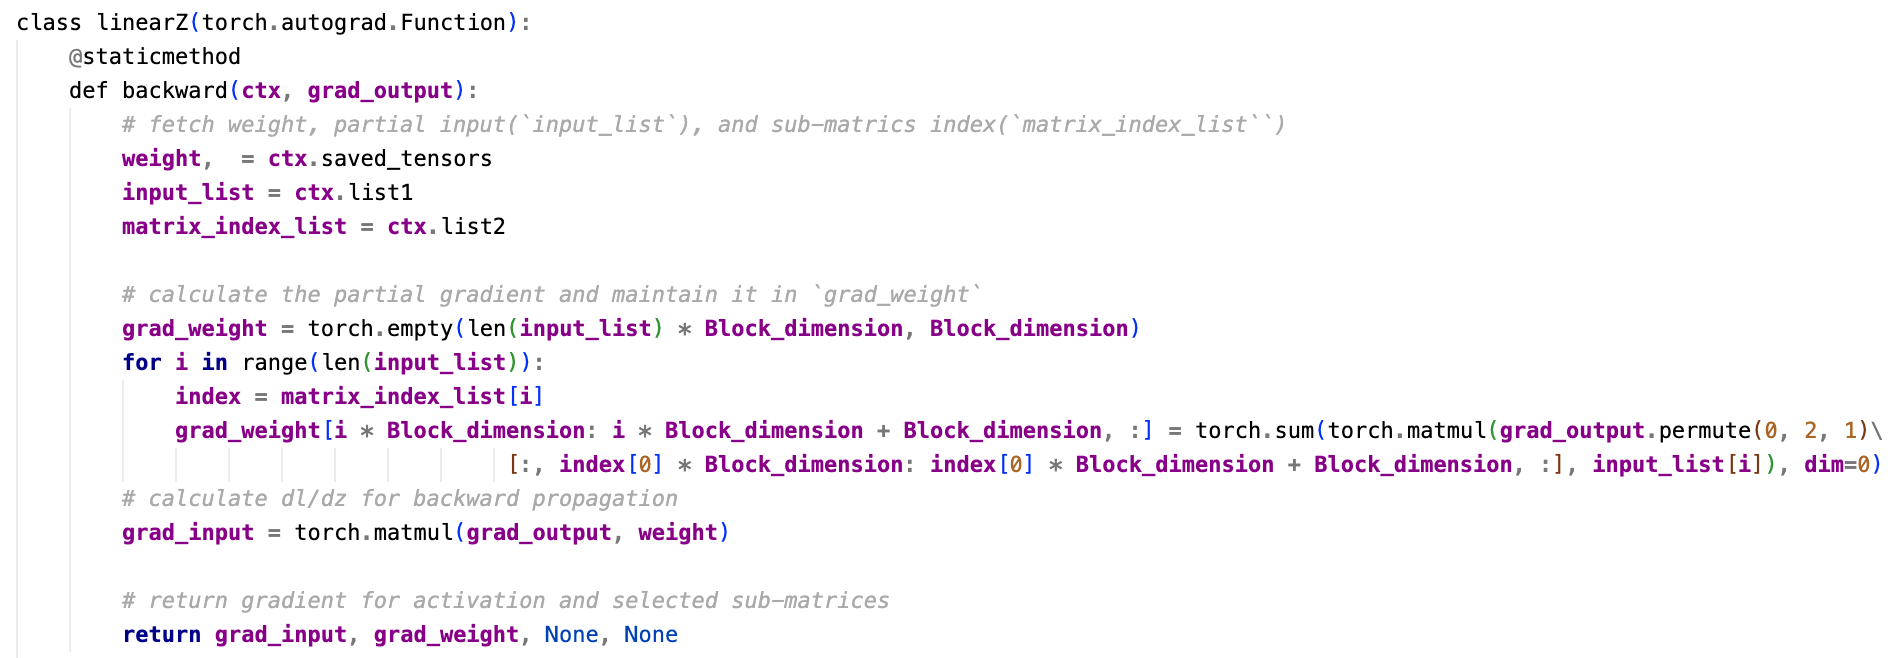 class linearZ(torch.autograd.Function):
@staticmethod
def backward(ctx, grad_output):
# fetch weight, partial input(`input_list`), and sub-matrics index(`matrix_index_list``)
weight,  = ctx.saved_tensors
input_list = ctx.list1
matrix_index_list = ctx.list2
# calculate the partial gradient and maintain it in `grad_weight`
grad_weight = torch.empty(len(input_list) * Block_dimension, Block_dimension)
for i in range(len(input_list)):
index = matrix_index_list[i]
grad_weight[i * Block_dimension: i * Block_dimension + Block_dimension, :] = torch.sum(torch.matmul(grad_output.permute(0, 2, 1)\
[:, index[0] * Block_dimension: index[0] * Block_dimension + Block_dimension, :], input_list[i]), dim=0)
# calculate dl/dz for backward propagation
grad_input = torch.matmul(grad_output, weight)
# return gradient for activation and selected sub-matrices
return grad_input, grad_weight, None, None